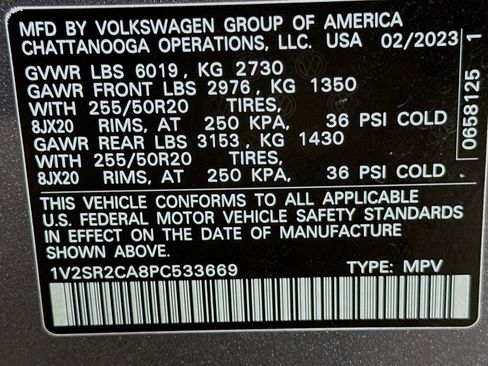 MFD BY VOLKSWAGEN GROUP OF AMERICA
CHATTANOOGA OPERATIONS, LLC. USA 02/2023
GVWR LBS 6019, KG 2730
GAWR FRONT LBS 2976, KG 1350
WITH 255/50R20 TIRES,
8JX20 RIMS, AT 250 KPA, 36 PSI COLD
GAWR REAR LBS 3153, KG 1430
WITH 255/50R20 TIRES,
8JX20 RIMS, AT 250 KPA, 36 PSI COLD
THIS VEHICLE CONFORMS TO ALL APPLICABLE
U.S. FEDERAL MOTOR VEHICLE SAFETY STANDARDS
IN EFFECT ON THE DATE OF MANUFACTURE
SHOWN ABOVE.
1V2SR2CA8PC533669 TYPE: MPV
0658125 1